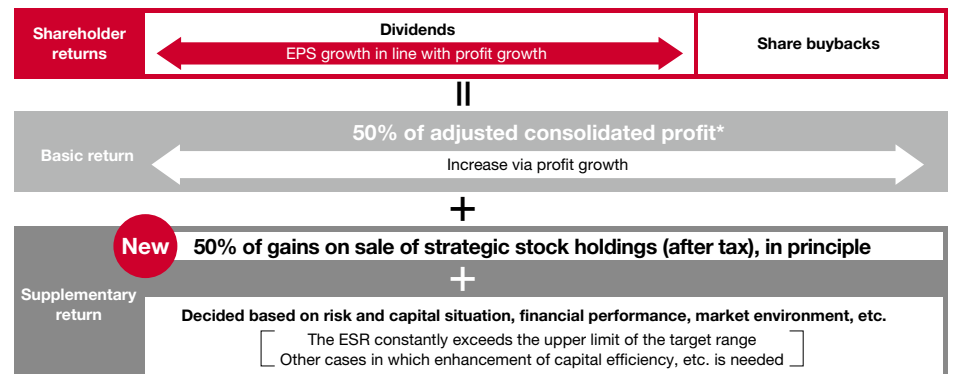 Shareholder
returns
Dividends
EPS growth in line with profit growth
Share buybacks
=
Basic return
50% of adjusted consolidated profit*
Increase via profit growth
+
Supplementary
return
New
50% of gains on sale of strategic stock holdings (after tax), in principle
+
Decided based on risk and capital situation, financial performance, market environment, etc.
The ESR constantly exceeds the upper limit of the target range
Other cases in which enhancement of capital efficiency, etc. is needed